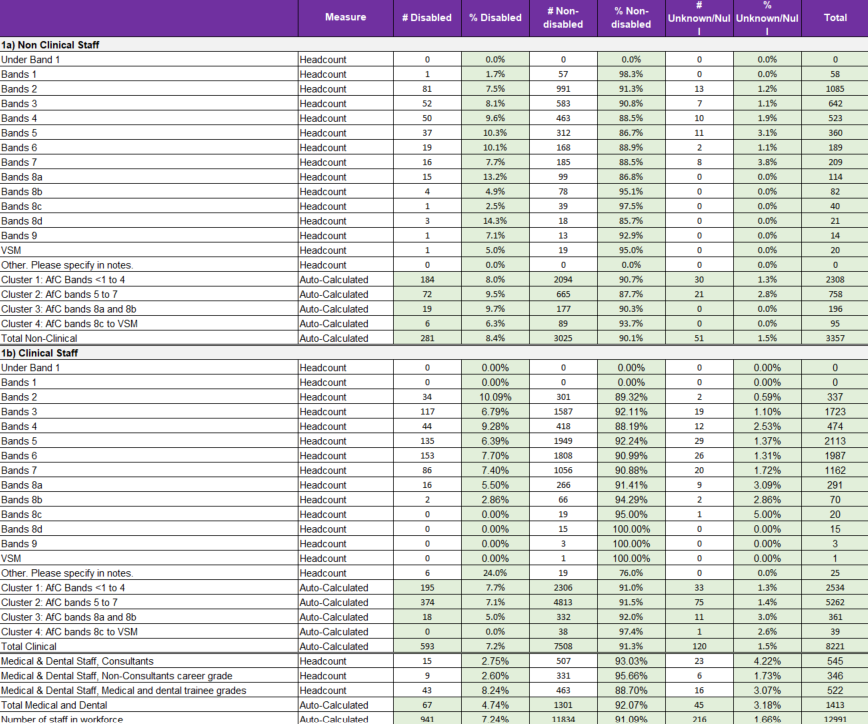 Measure # Disabled % Disabled # Non-disabled % Non-disabled # Unknown/Null % Unknown/Null Total
1a) Non Clinical Staff
Under Band 1 Headcount 0 0.0% 0 0.0% 0 0.0% 0
Bands 1 Headcount 1 1.7% 57 98.3% 0 0.0% 58
Bands 2 Headcount 81 7.5% 991 91.3% 13 1.2% 1085
Bands 3 Headcount 52 8.1% 583 90.8% 7 1.1% 642
Bands 4 Headcount 50 9.6% 463 88.5% 10 1.9% 523
Bands 5 Headcount 37 10.3% 312 86.7% 11 3.1% 360
Bands 6 Headcount 19 10.1% 168 88.9% 2 1.1% 189
Bands 7 Headcount 16 7.7% 185 88.5% 8 3.8% 209
Bands 8a Headcount 15 13.2% 99 86.8% 0 0.0% 114
Bands 8b Headcount 4 4.9% 78 95.1% 0 0.0% 82
Bands 8c Headcount 1 2.5% 39 97.5% 0 0.0% 40
Bands 8d Headcount 3 14.3% 18 85.7% 0 0.0% 21
Bands 9 Headcount 1 7.1% 13 92.9% 0 0.0% 14
VSM Headcount 1 5.0% 19 95.0% 0 0.0% 20
Other. Please specify in notes. Headcount 0 0.0% 0 0.0% 0 0.0% 0
Cluster 1: AfC Bands <1 to 4 Auto-Calculated 184 8.0% 2094 90.7% 30 1.3% 2308
Cluster 2: AfC bands 5 to 7 Auto-Calculated 72 9.5% 665 87.7% 21 2.8% 758
Cluster 3: AfC bands 8a and 8b Auto-Calculated 19 9.7% 177 90.3% 0 0.0% 196
Cluster 4: AfC bands 8c to VSM Auto-Calculated 6 6.3% 89 93.7% 0 0.0% 95
Total Non-Clinical Auto-Calculated 281 8.4% 3025 90.1% 51 1.5% 3357
1b) Clinical Staff
Under Band 1 Headcount 0 0.00% 0 0.00% 0 0.00% 0
Bands 1 Headcount 0 0.00% 0 0.00% 0 0.00% 0
Bands 2 Headcount 34 10.09% 301 89.32% 2 0.59% 337
Bands 3 Headcount 117 6.79% 1587 92.11% 19 1.10% 1723
Bands 4 Headcount 44 9.28% 418 88.19% 12 2.53% 474
Bands 5 Headcount 135 6.39% 1949 92.24% 29 1.37% 2113
Bands 6 Headcount 153 7.70% 1808 90.99% 26 1.31% 1987
Bands 7 Headcount 86 7.40% 1056 90.88% 20 1.72% 1162
Bands 8a Headcount 16 5.50% 266 91.41% 9 3.09% 291
Bands 8b Headcount 2 2.86% 66 94.29% 2 2.86% 70
Bands 8c Headcount 0 0.00% 19 95.00% 1 5.00% 20
Bands 8d Headcount 0 0.00% 15 100.00% 0 0.00% 15
Bands 9 Headcount 0 0.00% 3 100.00% 0 0.00% 3
VSM Headcount 0 0.00% 1 100.00% 0 0.00% 1
Other. Please specify in notes. Headcount 6 24.0% 19 76.0% 0 0.0% 25
Cluster 1: AfC Bands <1 to 4 Auto-Calculated 195 7.7% 2306 91.0% 33 1.3% 2534
Cluster 2: AfC bands 5 to 7 Auto-Calculated 374 7.1% 4813 91.5% 75 1.4% 5262
Cluster 3: AfC bands 8a and 8b Auto-Calculated 18 5.0% 332 92.0% 11 3.0% 361
Cluster 4: AfC bands 8c to VSM Auto-Calculated 0 0.0% 38 97.4% 1 2.6% 39
Total Clinical Auto-Calculated 593 7.2% 7508 91.3% 120 1.5% 8221
Medical & Dental Staff, Consultants Headcount 15 2.75% 507 93.03% 23 4.22% 545
Medical & Dental Staff, Non-Consultants career grade Headcount 9 2.60% 331 95.66% 6 1.73% 346
Medical & Dental Staff, Medical and dental trainee grades Headcount 43 8.24% 463 88.70% 16 3.07% 522
Total Medical and Dental Auto-Calculated 67 4.74% 1301 92.07% 45 3.18% 1413
Number of staff in workforce Auto-Calculated 941 7.24% 11834 91.09% 216 1.66% 12991